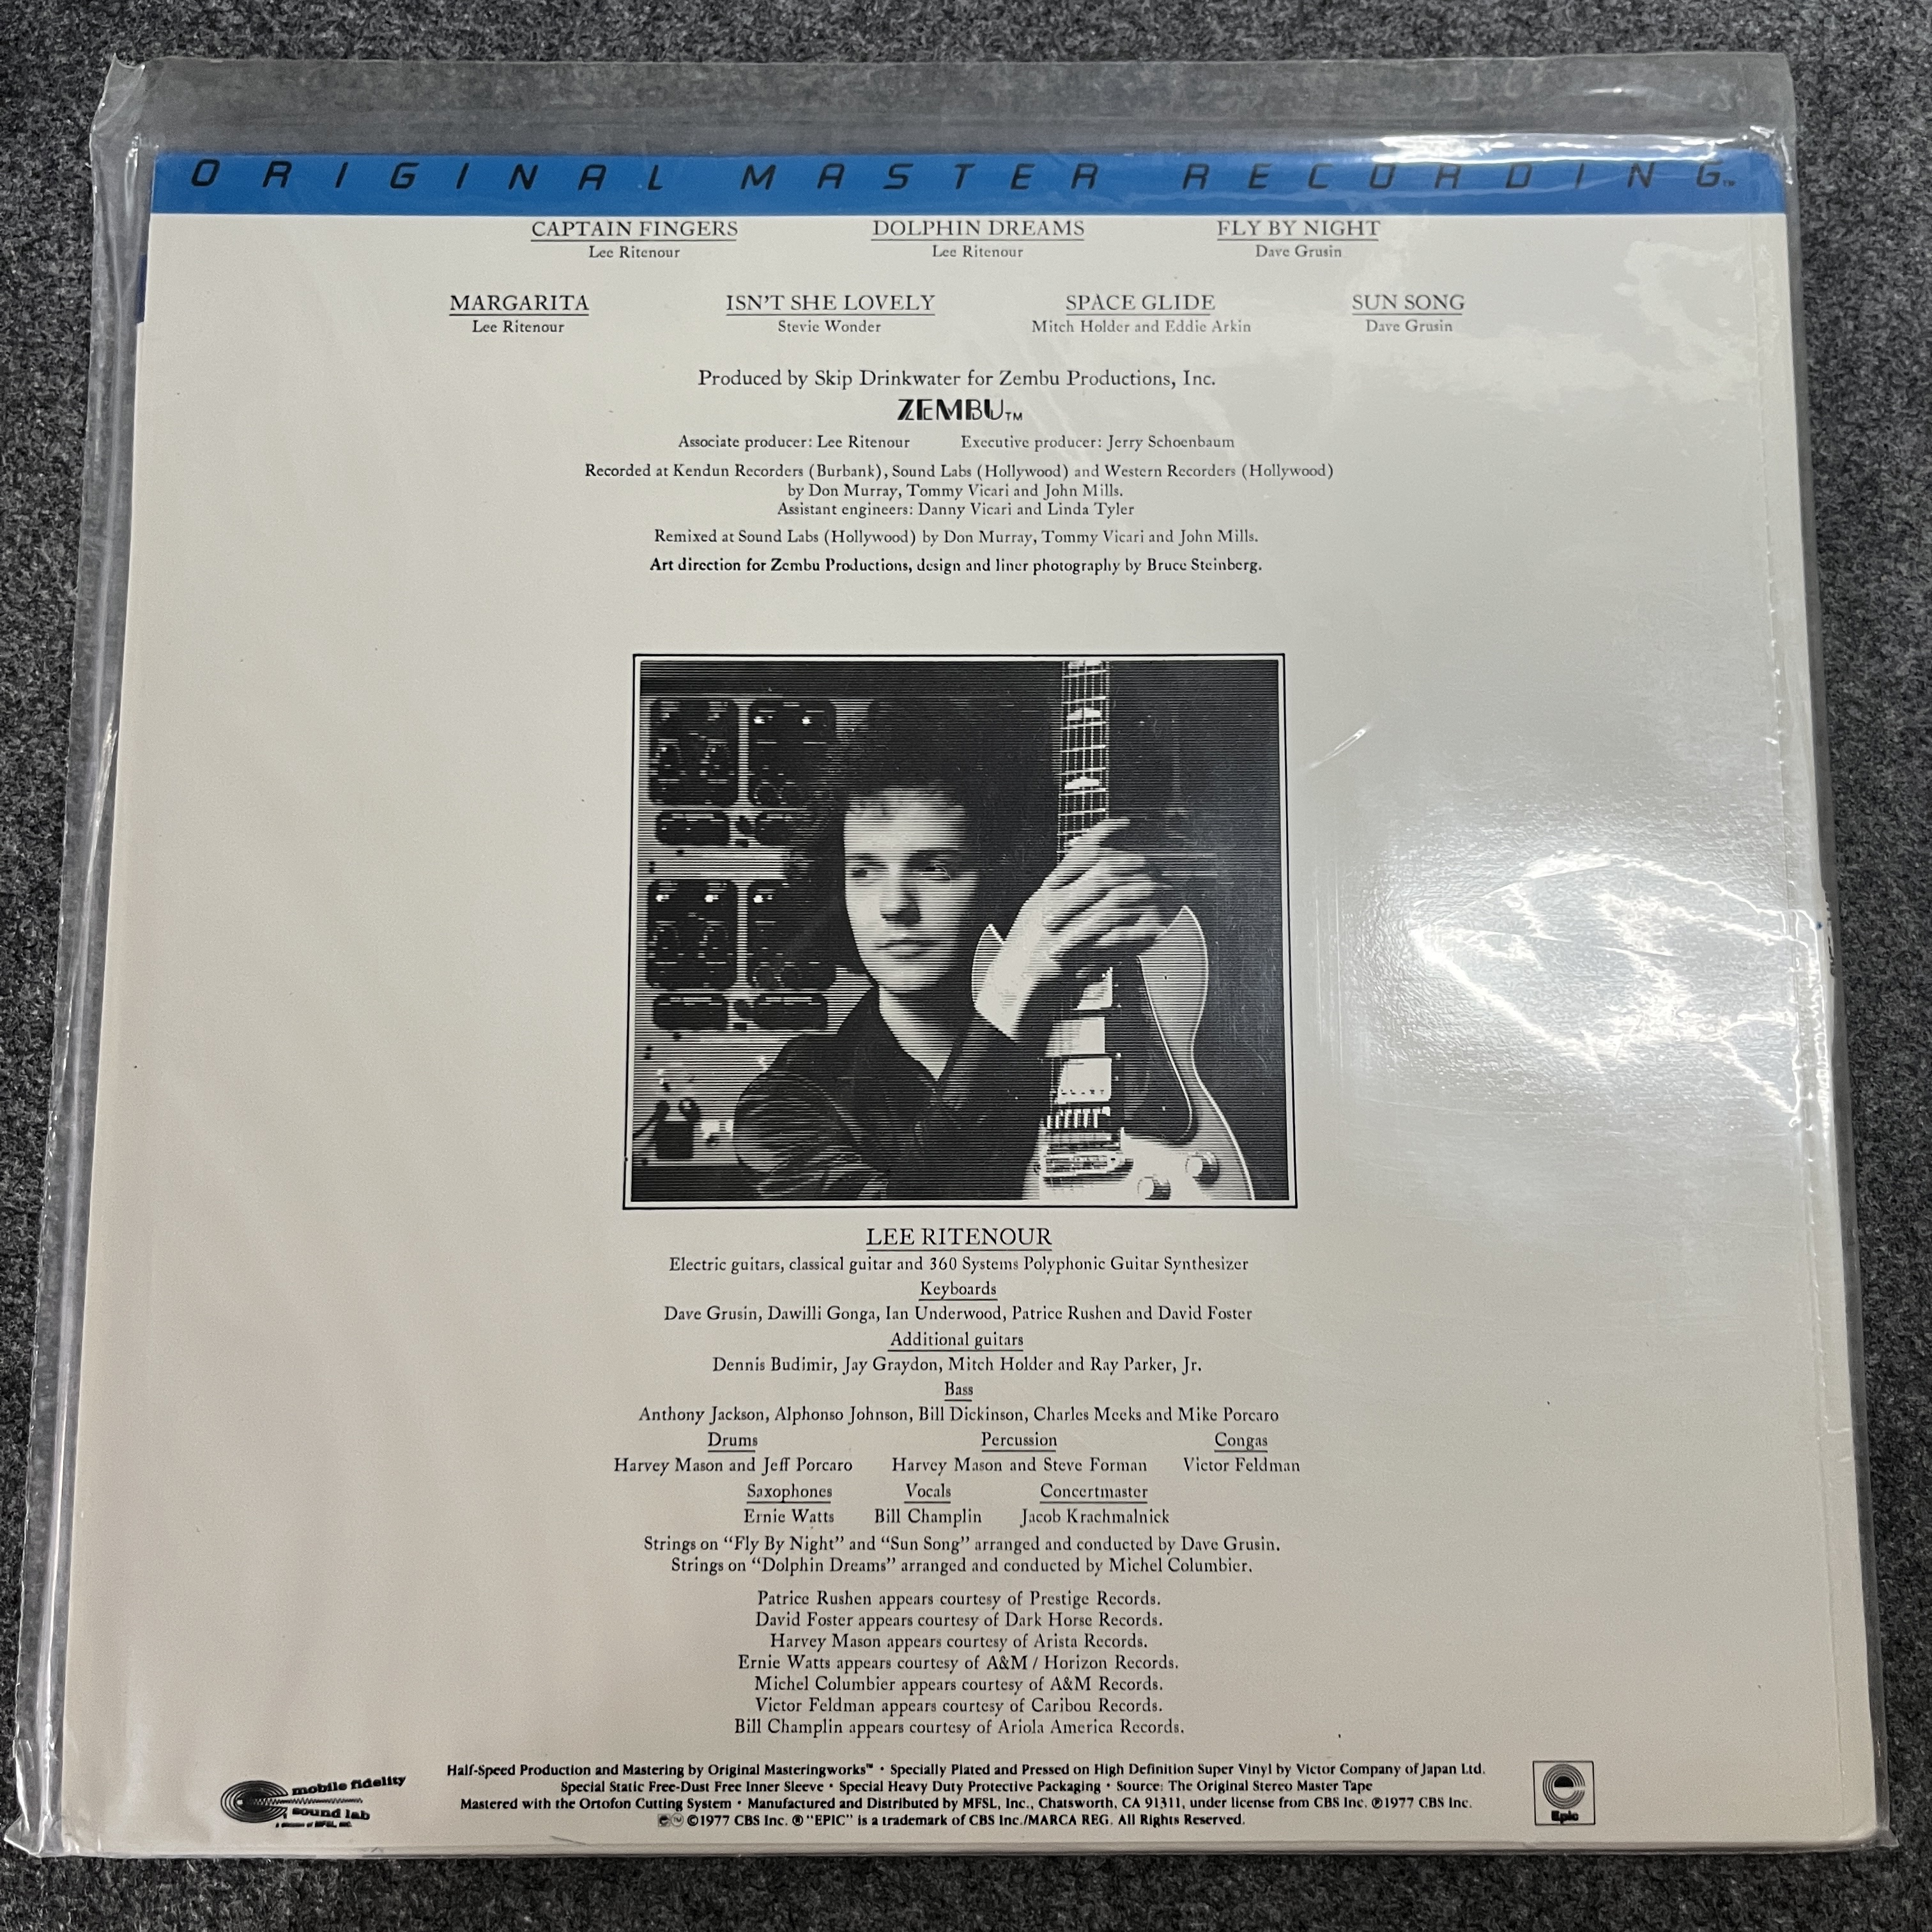 ORIGINAL MASTER RECORDING™
CAPTAIN FINGERS DOLPHIN DREAMS FLY BY NIGHT
Lee Ritenour Lee Ritenour Dave Grusin
MARGARITA ISN'T SHE LOVELY SPACE GLIDE SUN SONG
Lee Ritenour Stevie Wonder Mitch Holder and Eddie Arkin Dave Grusin
Produced by Skip Drinkwater for Zembu Productions, Inc.
ZEMBU™
Associate producer: Lee Ritenour Executive producer: Jerry Schoenbaum
Recorded at Kendun Recorders (Burbank), Sound Labs (Hollywood) and Western Recorders (Hollywood)
by Don Murray, Tommy Vicari and John Mills.
Assistant engineers: Danny Vicari and Linda Tyler
Remixed at Sound Labs (Hollywood) by Don Murray, Tommy Vicari and John Mills.
Art direction for Zembu Productions, design and liner photography by Bruce Steinberg.
LEE RITENOUR
Electric guitars, classical guitar and 360 Systems Polyphonic Guitar Synthesizer
Keyboards
Dave Grusin, Dawilli Gonga, Ian Underwood, Patrice Rushen and David Foster
Additional guitars
Dennis Budimir, Jay Graydon, Mitch Holder and Ray Parker, Jr.
Bass
Anthony Jackson, Alphonso Johnson, Bill Dickinson, Charles Meeks and Mike Porcaro
Drums Percussion Congas
Harvey Mason and Jeff Porcaro Harvey Mason and Steve Forman Victor Feldman
Saxophones Vocals Concertmaster
Ernie Watts Bill Champlin Jacob Krachmalnick
Strings on “Fly By Night” and “Sun Song” arranged and conducted by Dave Grusin.
Strings on “Dolphin Dreams” arranged and conducted by Michel Columbier.
Patrice Rushen appears courtesy of Prestige Records.
David Foster appears courtesy of Dark Horse Records.
Harvey Mason appears courtesy of Arista Records.
Ernie Watts appears courtesy of A&M / Horizon Records.
Michel Columbier appears courtesy of A&M Records.
Victor Feldman appears courtesy of Caribou Records.
Bill Champlin appears courtesy of Ariola America Records.
mobile fidelity
sound lab
a division of MFSL, INC.
Half-Speed Production and Mastering by Original Masteringworks™ • Specially Plated and Pressed on High Definition Super Vinyl by Victor Company of Japan Ltd.
Special Static Free-Dust Free Inner Sleeve • Special Heavy Duty Protective Packaging • Source: The Original Stereo Master Tape
Mastered with the Ortofon Cutting System • Manufactured and Distributed by MFSL, Inc., Chatsworth, CA 91311, under license from CBS Inc. ℗1977 CBS Inc.
©1977 CBS Inc. ® "EPIC" is a trademark of CBS Inc./MARCA REG. All Rights Reserved.
Epic